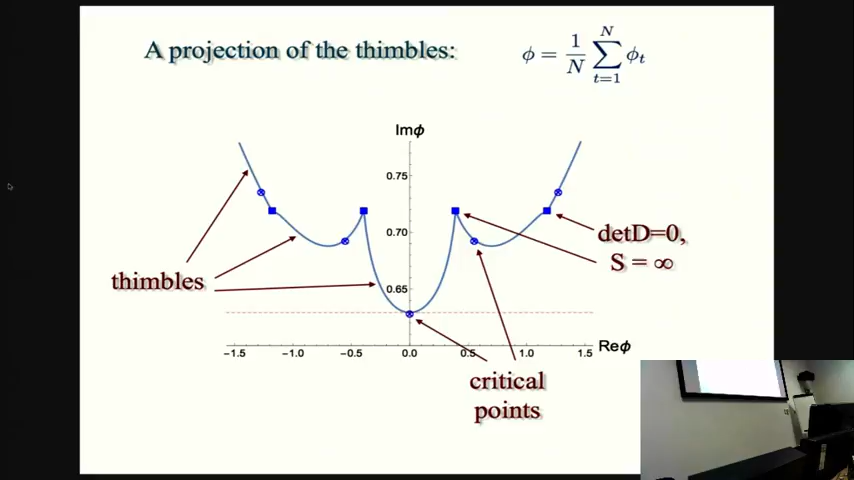 A projection of the thimbles:
ϕ = 1/N ∑_{t=1}^{N} ϕ_t
Imϕ
0.75
0.70
0.65
detD=0,
S = ∞
thimbles
−1.5 −1.0 −0.5 0.0 0.5 1.0 1.5 Reϕ
critical
points